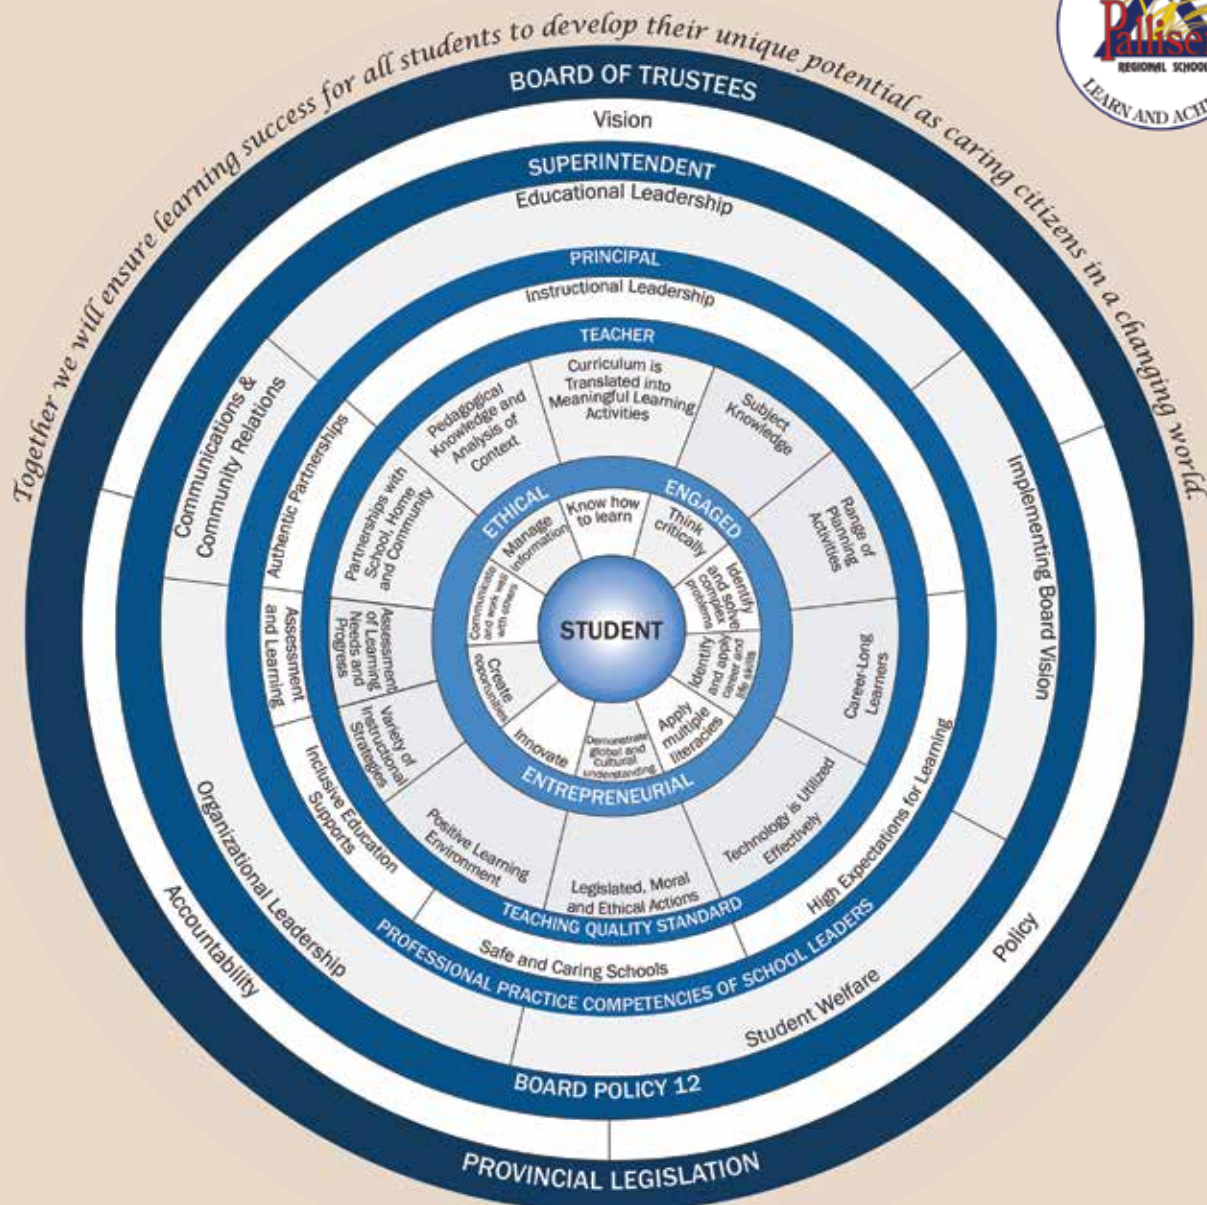 Together we will ensure learning success for all students to develop their unique potential as caring citizens in a changing world.
REGIONAL SCHOOL
LEARN AND
BOARD OF TRUSTEES
Vision
SUPERINTENDENT
Educational Leadership
PRINCIPAL
Instructional Leadership
TEACHER
Curriculum is
Translated into
Meaningful Learning
Activities
Subject
Knowledge
Range of
Planning
Activities
Career-Long
Learners
Technology is Utilized
Effectively
Legislated, Moral
and Ethical Actions
Positive Learning
Environment
Variety of
Instructional
Strategies
Assessment
of Learning
Needs and
Progress
Partnerships with
School, Home
and Community
Pedagogical
Knowledge and
Analysis of
Context
ETHICAL
ENGAGED
ENTREPRENEURIAL
Know how
to learn
Think
critically
Identify
and solve
complex
problems
Identify
and apply
career and
life skills
Apply
multiple
literacies
Demonstrate
global and
cultural
understanding
Innovate
Create
opportunities
Communicate
and work well
with others
Manage
information
STUDENT
Communications &
Community Relations
Authentic Partnerships
Assessment
and Learning
Inclusive Education
Supports
Safe and Caring Schools
High Expectations for Learning
Implementing Board Vision
Organizational Leadership
Student Welfare
Accountability
Policy
TEACHING QUALITY STANDARD
PROFESSIONAL PRACTICE COMPETENCIES OF SCHOOL LEADERS
BOARD POLICY 12
PROVINCIAL LEGISLATION